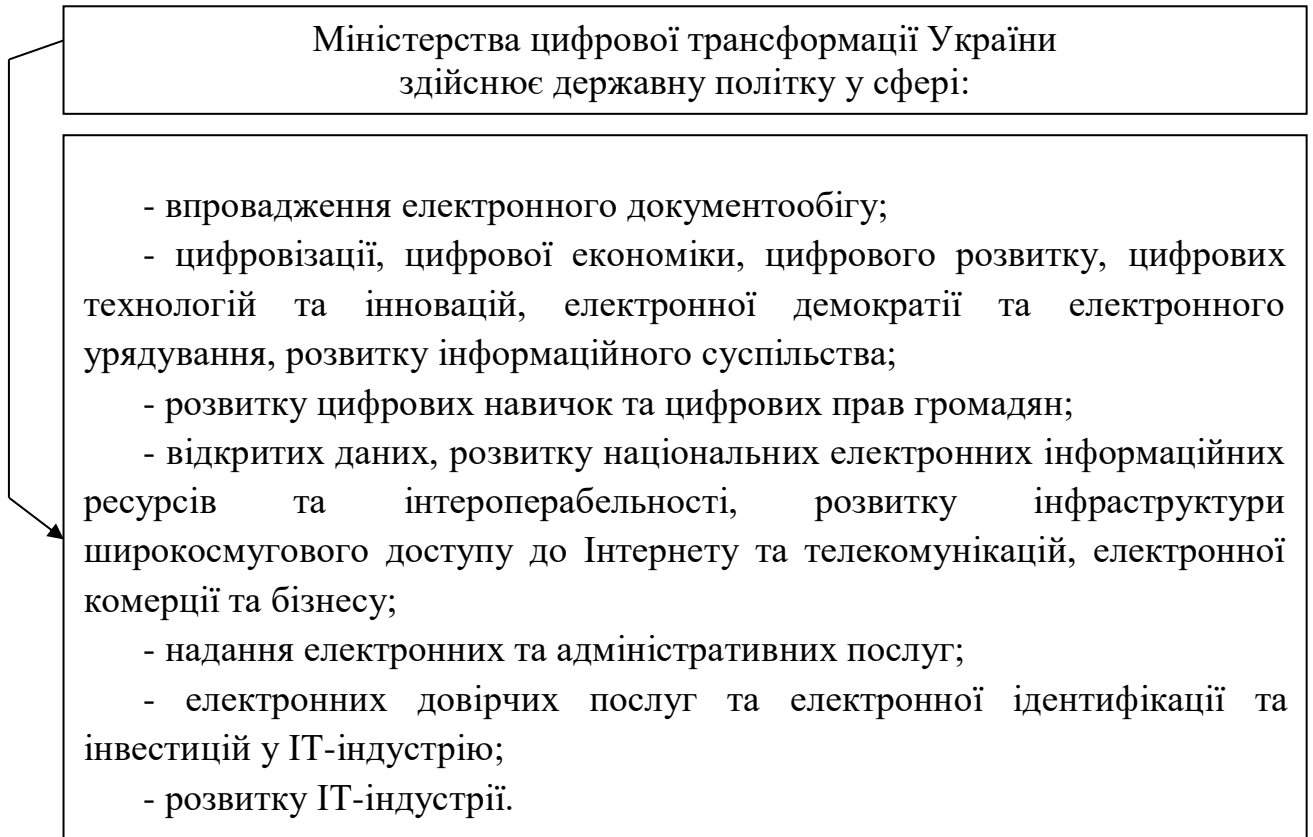 Міністерства цифрової трансформації України
здійснює державну політку у сфері:
- впровадження електронного документообігу;
- цифровізації, цифрової економіки, цифрового розвитку, цифрових
технологій та інновацій, електронної демократії та електронного
урядування, розвитку інформаційного суспільства;
- розвитку цифрових навичок та цифрових прав громадян;
- відкритих даних, розвитку національних електронних інформаційних
ресурсів та інтероперабельності, розвитку інфраструктури
широкосмугового доступу до Інтернету та телекомунікацій, електронної
комерції та бізнесу;
- надання електронних та адміністративних послуг;
- електронних довірчих послуг та електронної ідентифікації та
інвестицій у ІТ-індустрію;
- розвитку ІТ-індустрії.